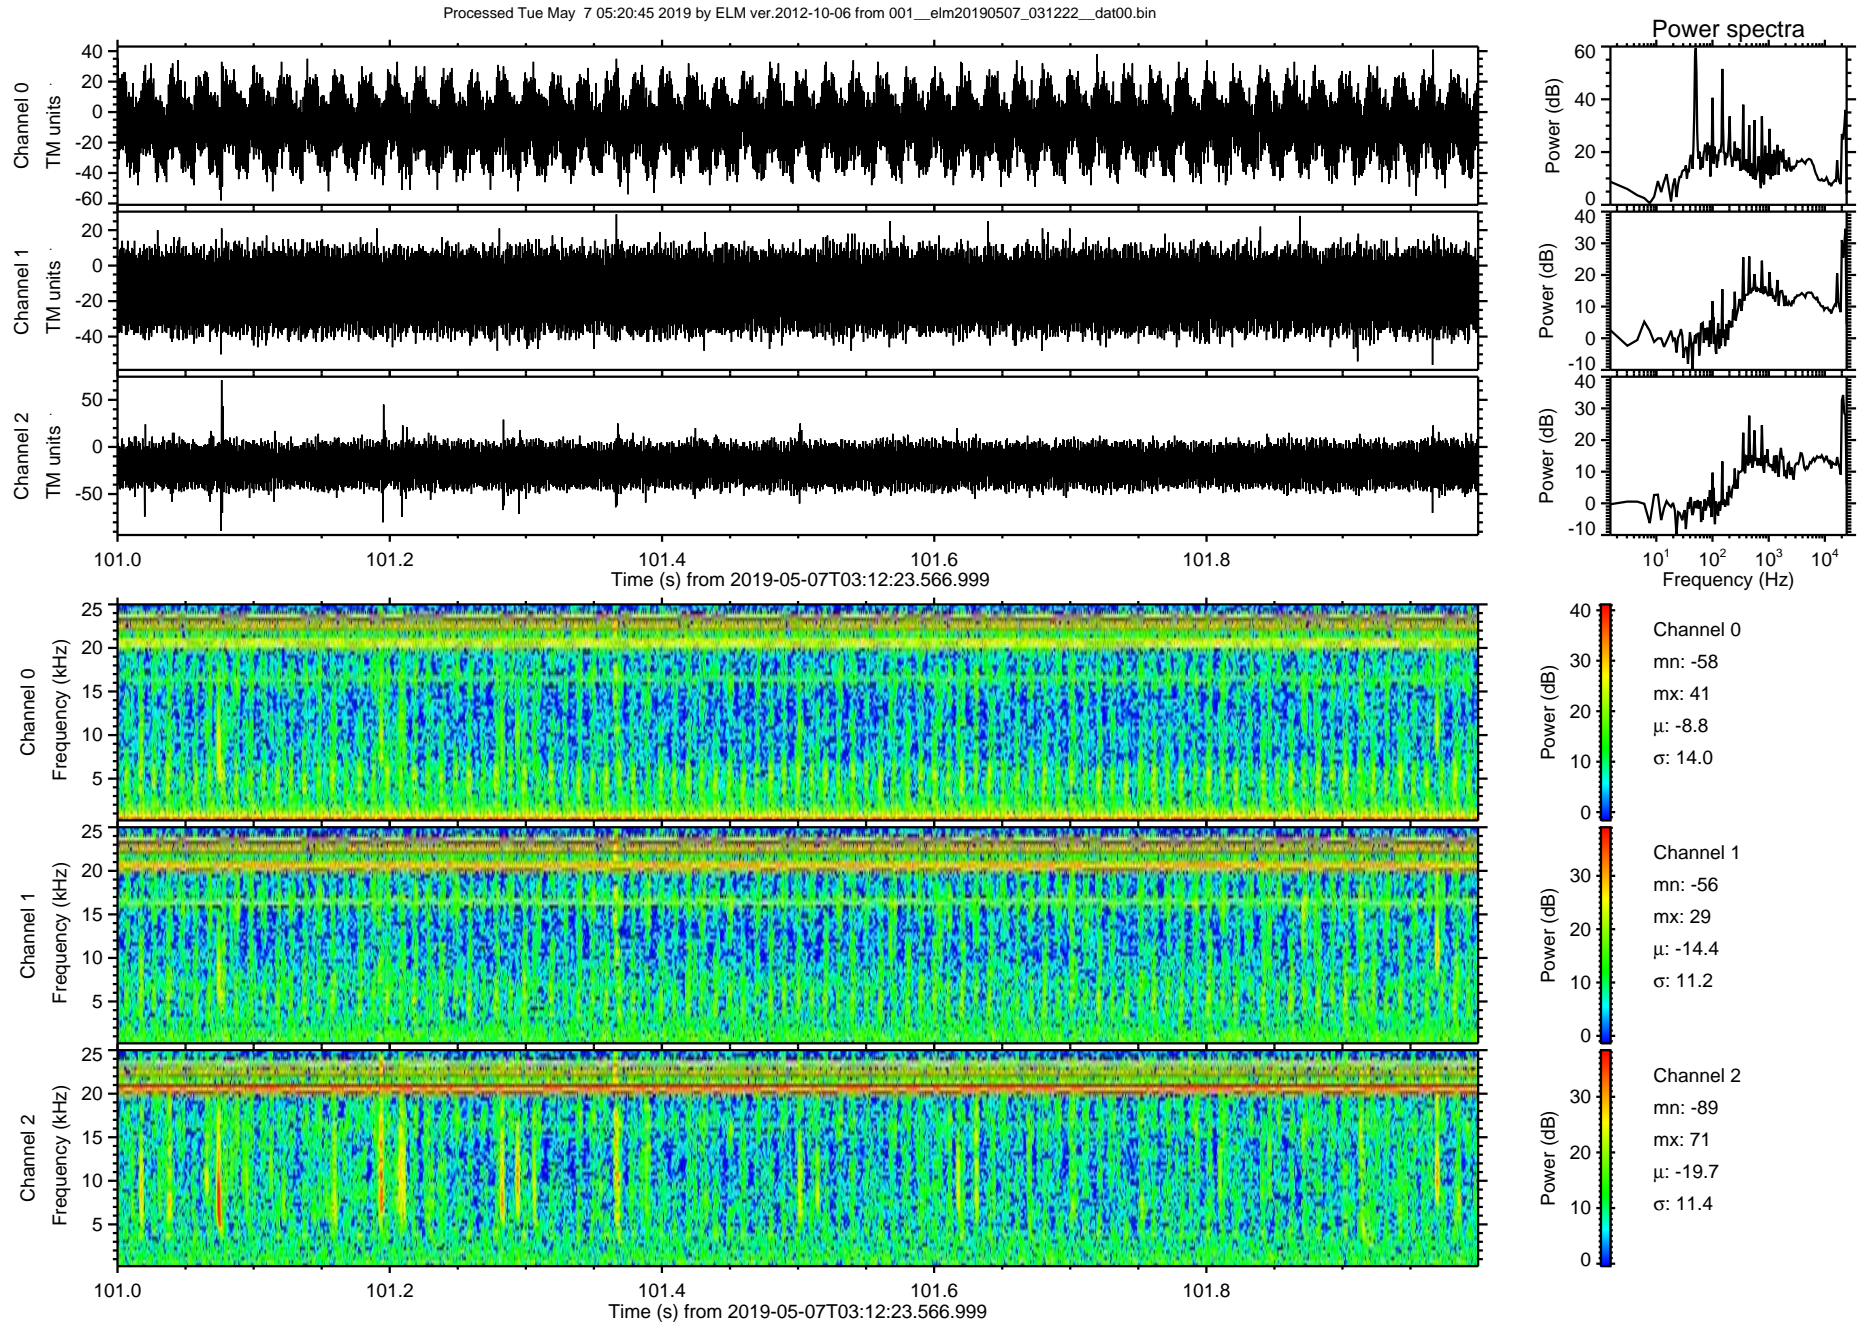 Processed Tue May  7 05:20:45 2019 by ELM ver.2012-10-06 from 001__elm20190507_031222__dat00.bin
Power spectra
Channel 0
TM units
40
20
0
-20
-40
-60
Power (dB)
60
40
20
0
Channel 1
TM units
20
0
-20
-40
Power (dB)
40
30
20
10
0
-10
Channel 2
TM units
50
0
-50
Power (dB)
40
30
20
10
0
-10
101.0 101.2 101.4 101.6 101.8
Time (s) from 2019-05-07T03:12:23.566.999
10¹ 10² 10³ 10⁴
Frequency (Hz)
Channel 0
Frequency (kHz)
25
20
15
10
5
Power (dB)
40
30
20
10
0
Channel 0
mn: -58
mx: 41
μ: -8.8
σ: 14.0
Channel 1
Frequency (kHz)
25
20
15
10
5
Power (dB)
30
20
10
0
Channel 1
mn: -56
mx: 29
μ: -14.4
σ: 11.2
Channel 2
Frequency (kHz)
25
20
15
10
5
Power (dB)
30
20
10
0
Channel 2
mn: -89
mx: 71
μ: -19.7
σ: 11.4
101.0 101.2 101.4 101.6 101.8
Time (s) from 2019-05-07T03:12:23.566.999